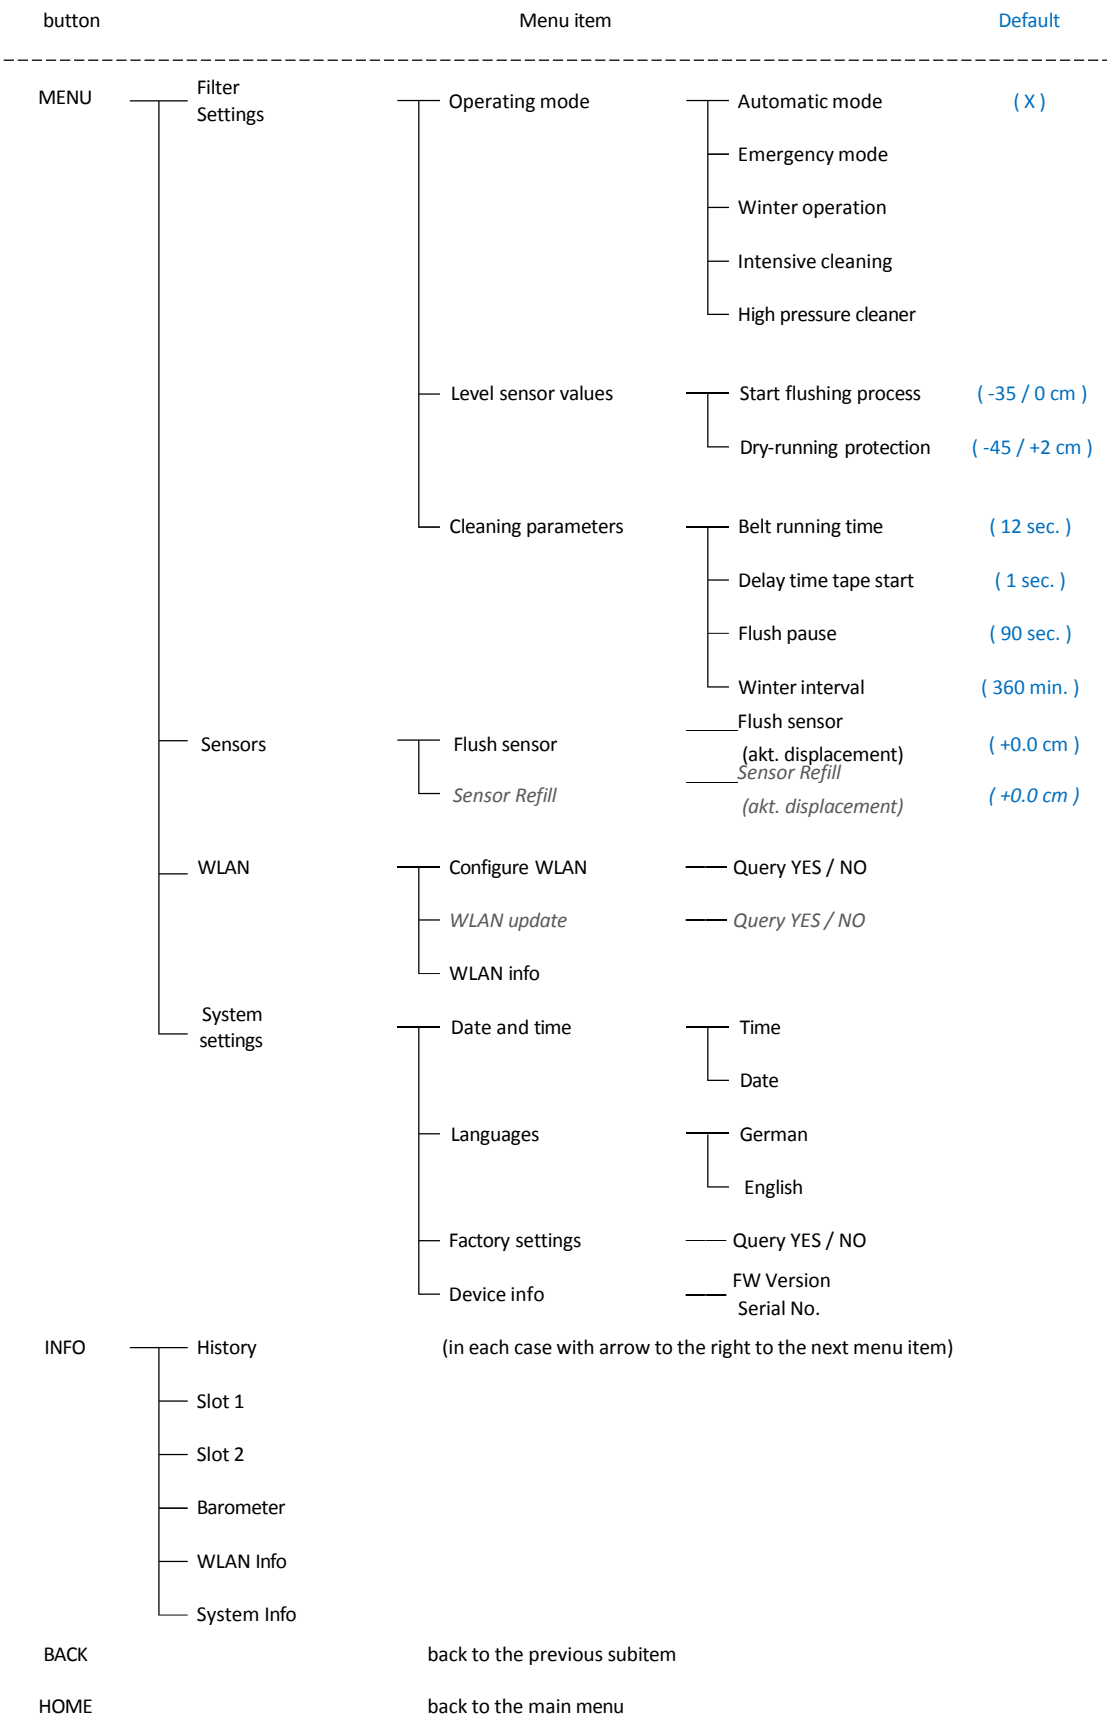 button Menu item Default
MENU Filter Settings Operating mode Automatic mode ( X )
Emergency mode
Winter operation
Intensive cleaning
High pressure cleaner
Level sensor values Start flushing process ( -35 / 0 cm )
Dry-running protection ( -45 / +2 cm )
Cleaning parameters Belt running time ( 12 sec. )
Delay time tape start ( 1 sec. )
Flush pause ( 90 sec. )
Winter interval ( 360 min. )
Sensors Flush sensor Flush sensor
(akt. displacement) ( +0.0 cm )
Sensor Refill Sensor Refill
(akt. displacement) ( +0.0 cm )
WLAN Configure WLAN Query YES / NO
WLAN update Query YES / NO
WLAN info
System settings Date and time Time
Date
Languages German
English
Factory settings Query YES / NO
Device info FW Version
Serial No.
INFO History (in each case with arrow to the right to the next menu item)
Slot 1
Slot 2
Barometer
WLAN Info
System Info
BACK back to the previous subitem
HOME back to the main menu